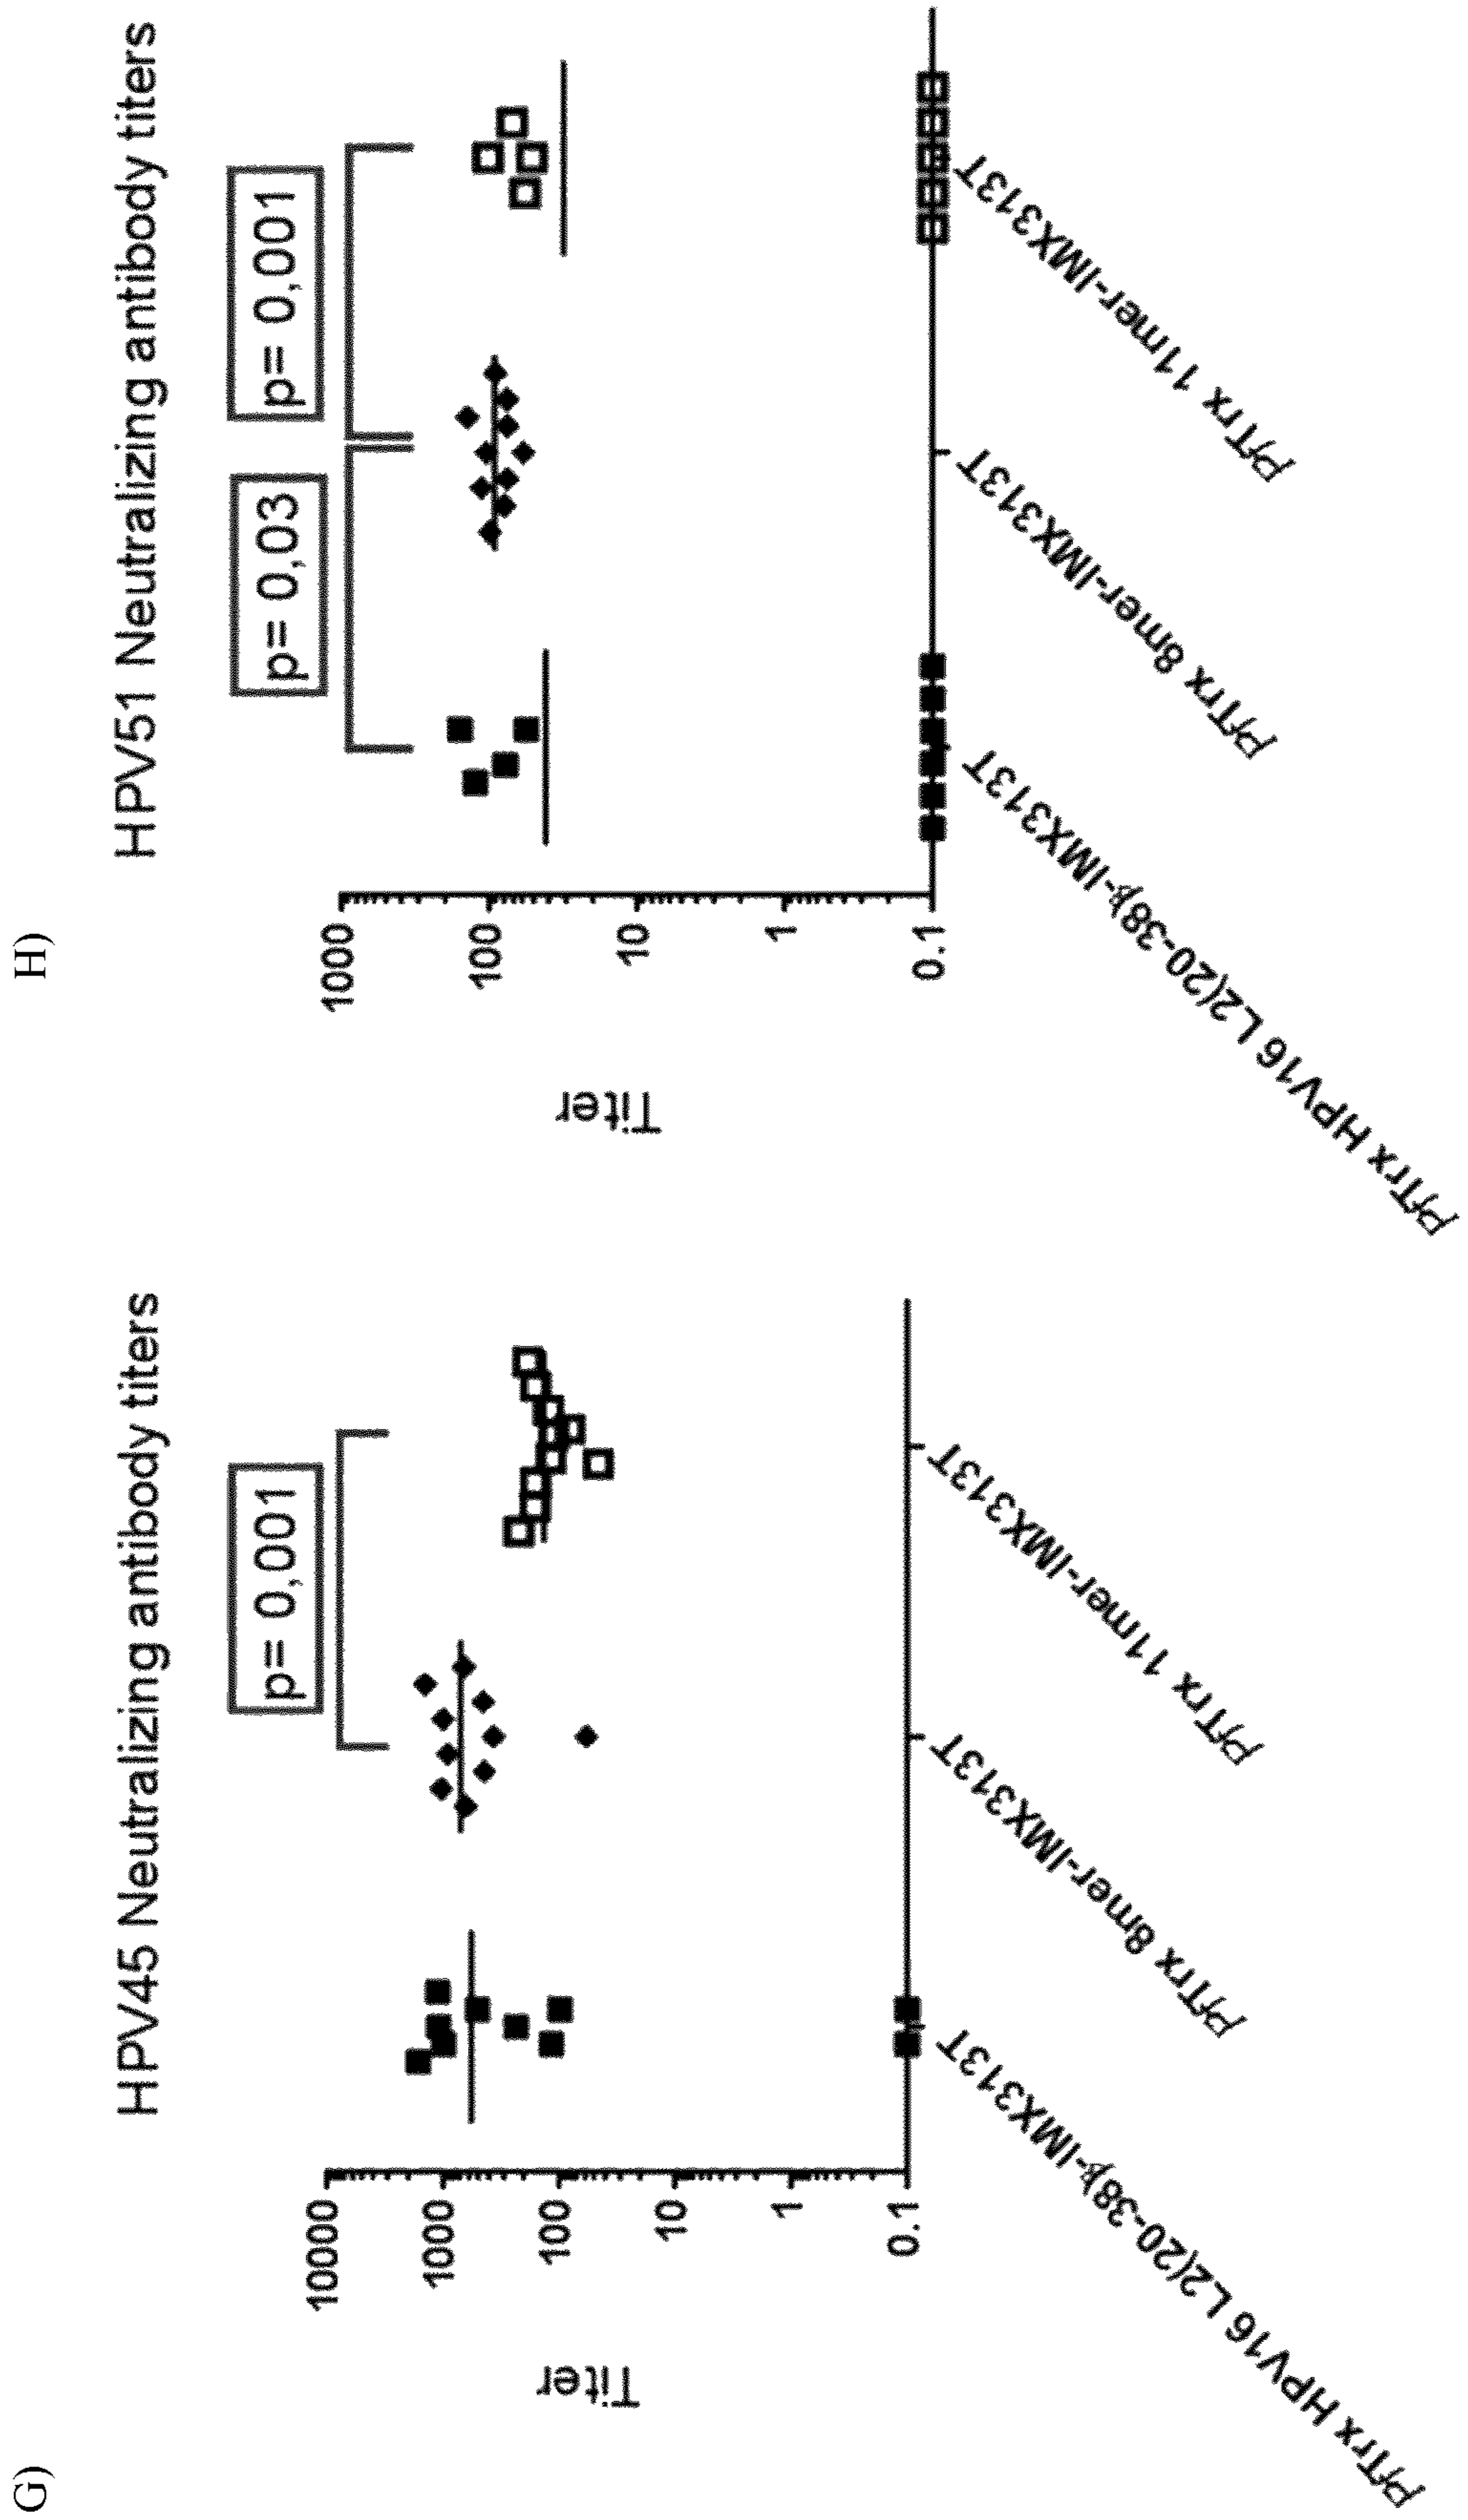 G)
HPV45 Neutralizing antibody titers
p= 0,001
10000
1000
100
10
1
0.1
Titer
PfTrx HPV16 L2(20-38)-IMX313T
PfTrx 8mer-IMX313T
PfTrx 11mer-IMX313T
H)
HPV51 Neutralizing antibody titers
p= 0,03
p= 0,001
1000
100
10
1
0.1
Titer
PfTrx HPV16 L2(20-38)-IMX313T
PfTrx 8mer-IMX313T
PfTrx 11mer-IMX313T